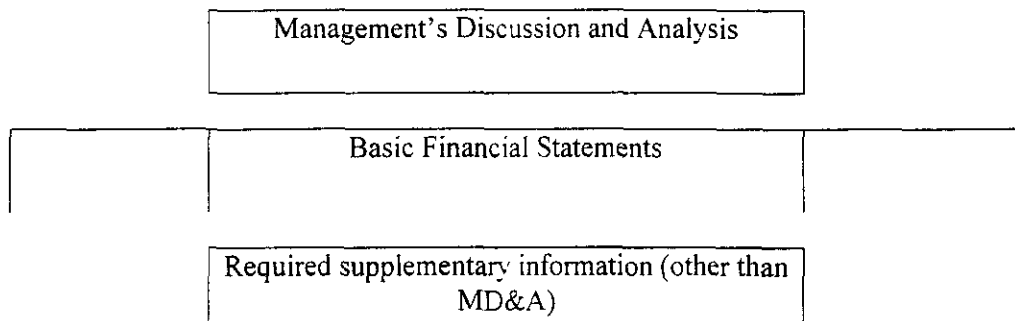 Management's Discussion and Analysis
Basic Financial Statements
Required supplementary information (other than
MD&A)